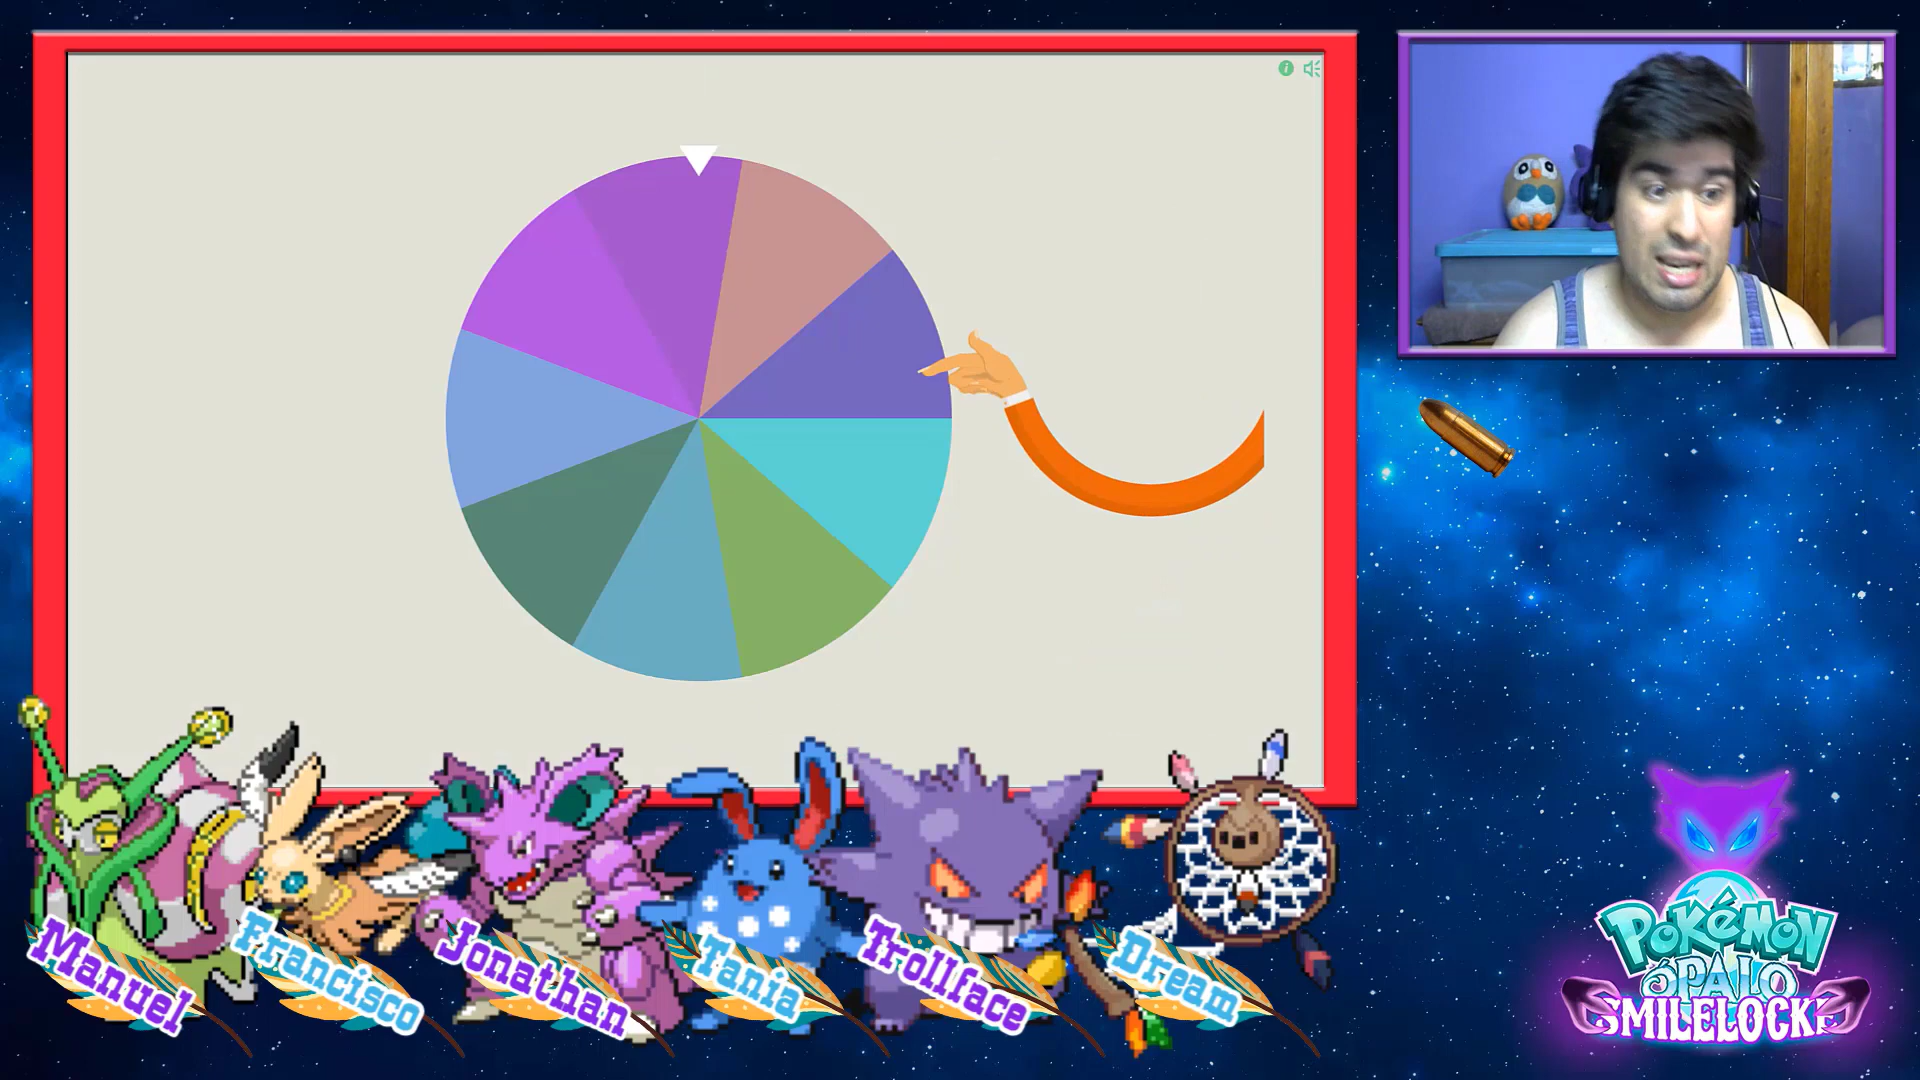 Manuel
Francisco
Jonathan
Tania
Trollface
Dream
POKÉMON
ÓPALO
SMILELOCKE